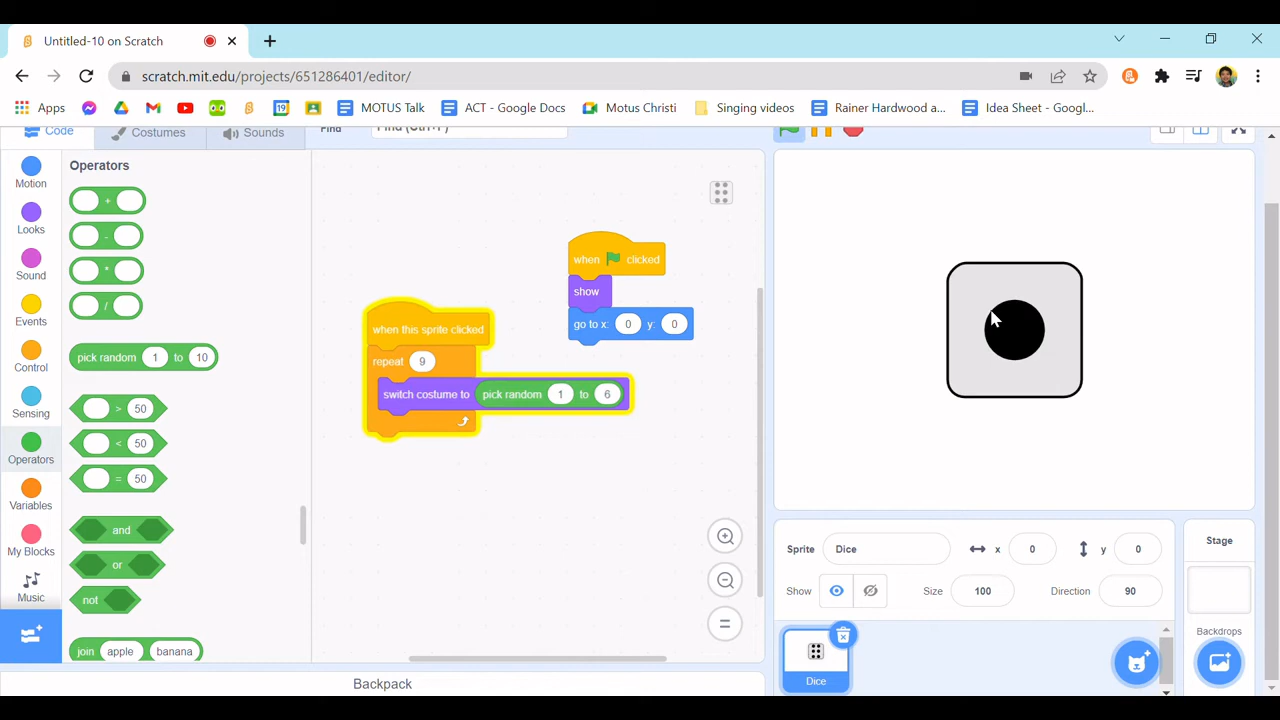 Untitled-10 on Scratch
scratch.mit.edu/projects/651286401/editor/
Apps
19
MOTUS Talk
ACT - Google Docs
Motus Christi
Singing videos
Rainer Hardwood a...
Idea Sheet - Googl...
Code
Costumes
Sounds
Find
Find (Ctrl+F)
Motion
Looks
Sound
Events
Control
Sensing
Operators
Variables
My Blocks
Music
Operators
+
-
*
/
pick random 1 to 10
> 50
< 50
= 50
and
or
not
join apple banana
when clicked
show
go to x: 0 y: 0
when this sprite clicked
repeat 9
switch costume to pick random 1 to 6
=
Backpack
Sprite Dice x 0 y 0
Show Size 100 Direction 90
Dice
Stage
Backdrops